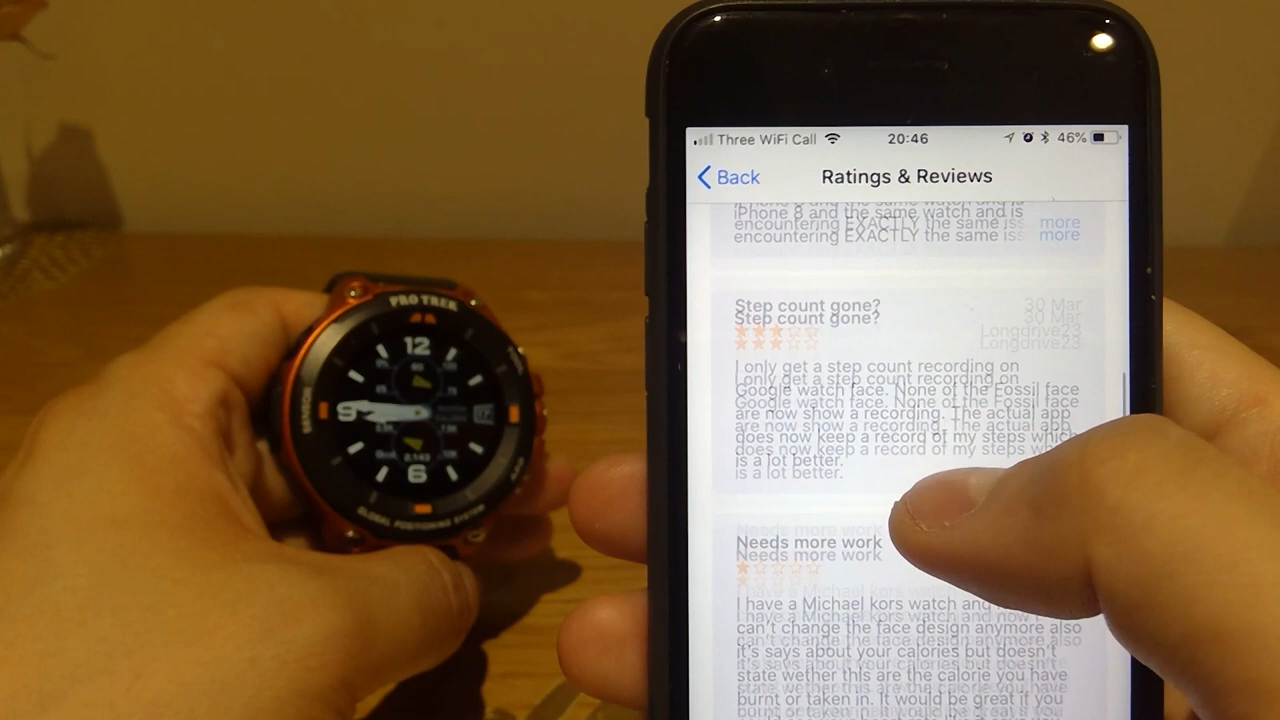 PRO TREK
12
9
6
2,143
GLOBAL POSITIONING SYSTEM
Three WiFi Call 20:46 46%
Back Ratings & Reviews
iPhone 8 and the same watch and is
encountering EXACTLY the same iss more
Step count gone? 30 Mar
Longdrive23
I only get a step count recording on
Google watch face. None of the Fossil face
are now show a recording. The actual app
does now keep a record of my steps which
is a lot better.
Needs more work
I have a Michael kors watch and
can't change the face design anymore also
it's says about your calories but doesn't
state wether this are the calorie you have
burnt or taken in. It would be great if you